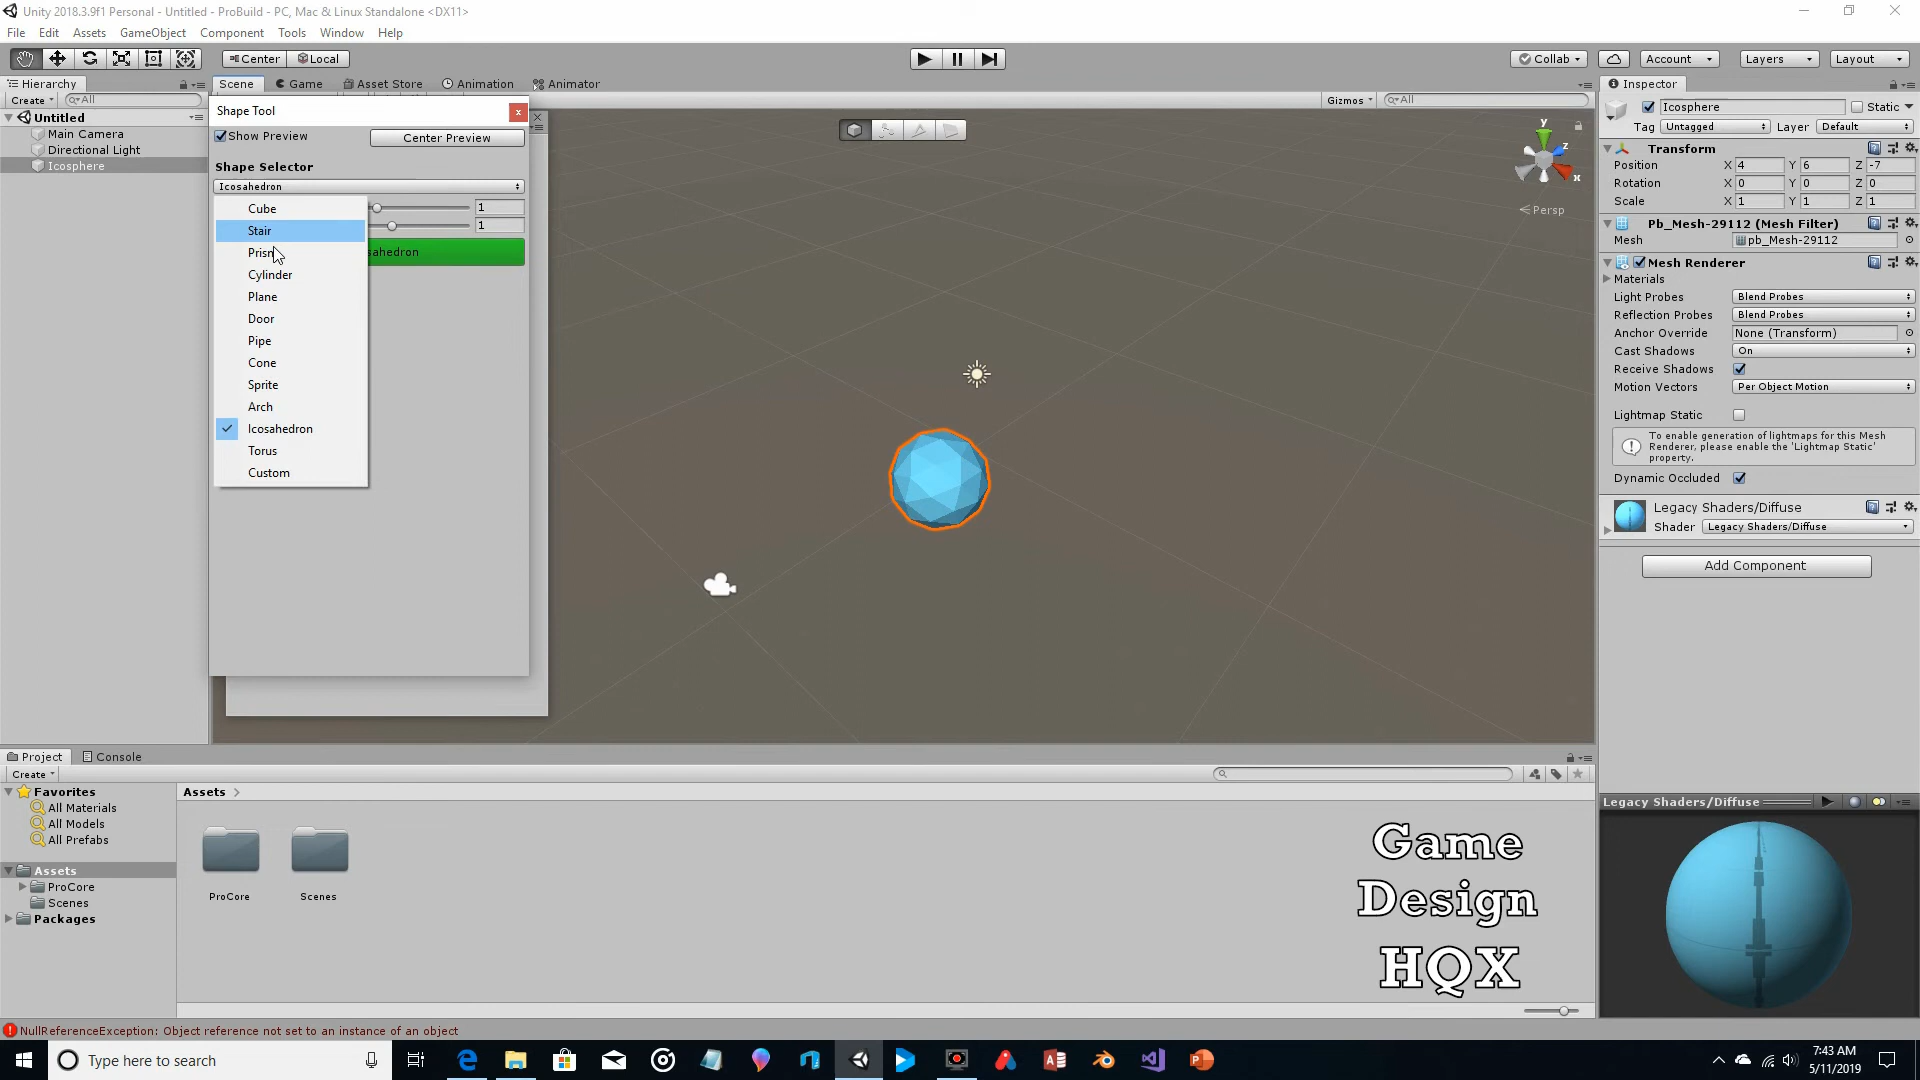 Unity 2018.3.9f1 Personal - Untitled - ProBuild - PC, Mac & Linux Standalone <DX11>
File Edit Assets GameObject Component Tools Window Help
Center Local Collab Account Layers Layout
Hierarchy Scene Game Asset Store Animation Animator Inspector
Create All Gizmos All
Untitled
Main Camera
Directional Light
Icosphere
Shape Tool
Show Preview Center Preview
Shape Selector
Icosahedron
1
1
sahedron
Cube
Stair
Prism
Cylinder
Plane
Door
Pipe
Cone
Sprite
Arch
Icosahedron
Torus
Custom
y
z
x
Persp
Icosphere Static
Tag Untagged Layer Default
Transform
Position X 4 Y 6 Z -7
Rotation X 0 Y 0 Z 0
Scale X 1 Y 1 Z 1
Pb_Mesh-29112 (Mesh Filter)
Mesh pb_Mesh-29112
Mesh Renderer
Materials
Light Probes Blend Probes
Reflection Probes Blend Probes
Anchor Override None (Transform)
Cast Shadows On
Receive Shadows
Motion Vectors Per Object Motion
Lightmap Static
To enable generation of lightmaps for this Mesh
Renderer, please enable the 'Lightmap Static'
property.
Dynamic Occluded
Legacy Shaders/Diffuse
Shader Legacy Shaders/Diffuse
Add Component
Project Console
Create
Favorites
All Materials
All Models
All Prefabs
Assets
ProCore
Scenes
Packages
Assets
ProCore Scenes
Game
Design
HQX
Legacy Shaders/Diffuse
NullReferenceException: Object reference not set to an instance of an object
Type here to search
7:43 AM
5/11/2019